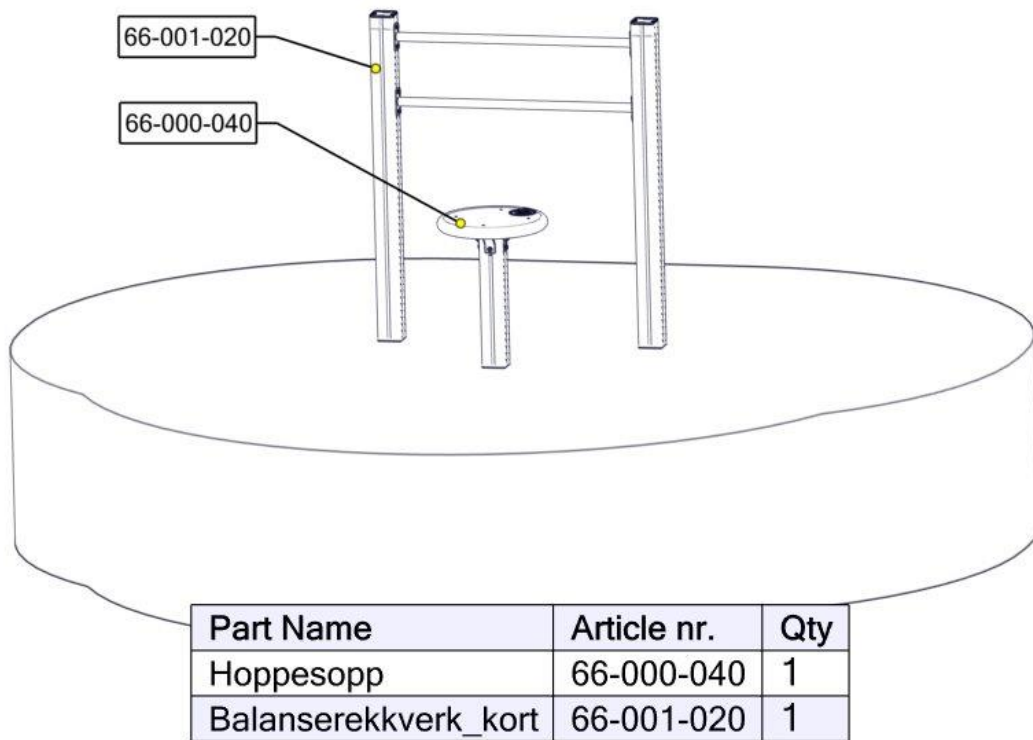 66-001-020
66-000-040
Part Name Article nr. Qty
Hoppesopp 66-000-040 1
Balanserekkverk_kort 66-001-020 1